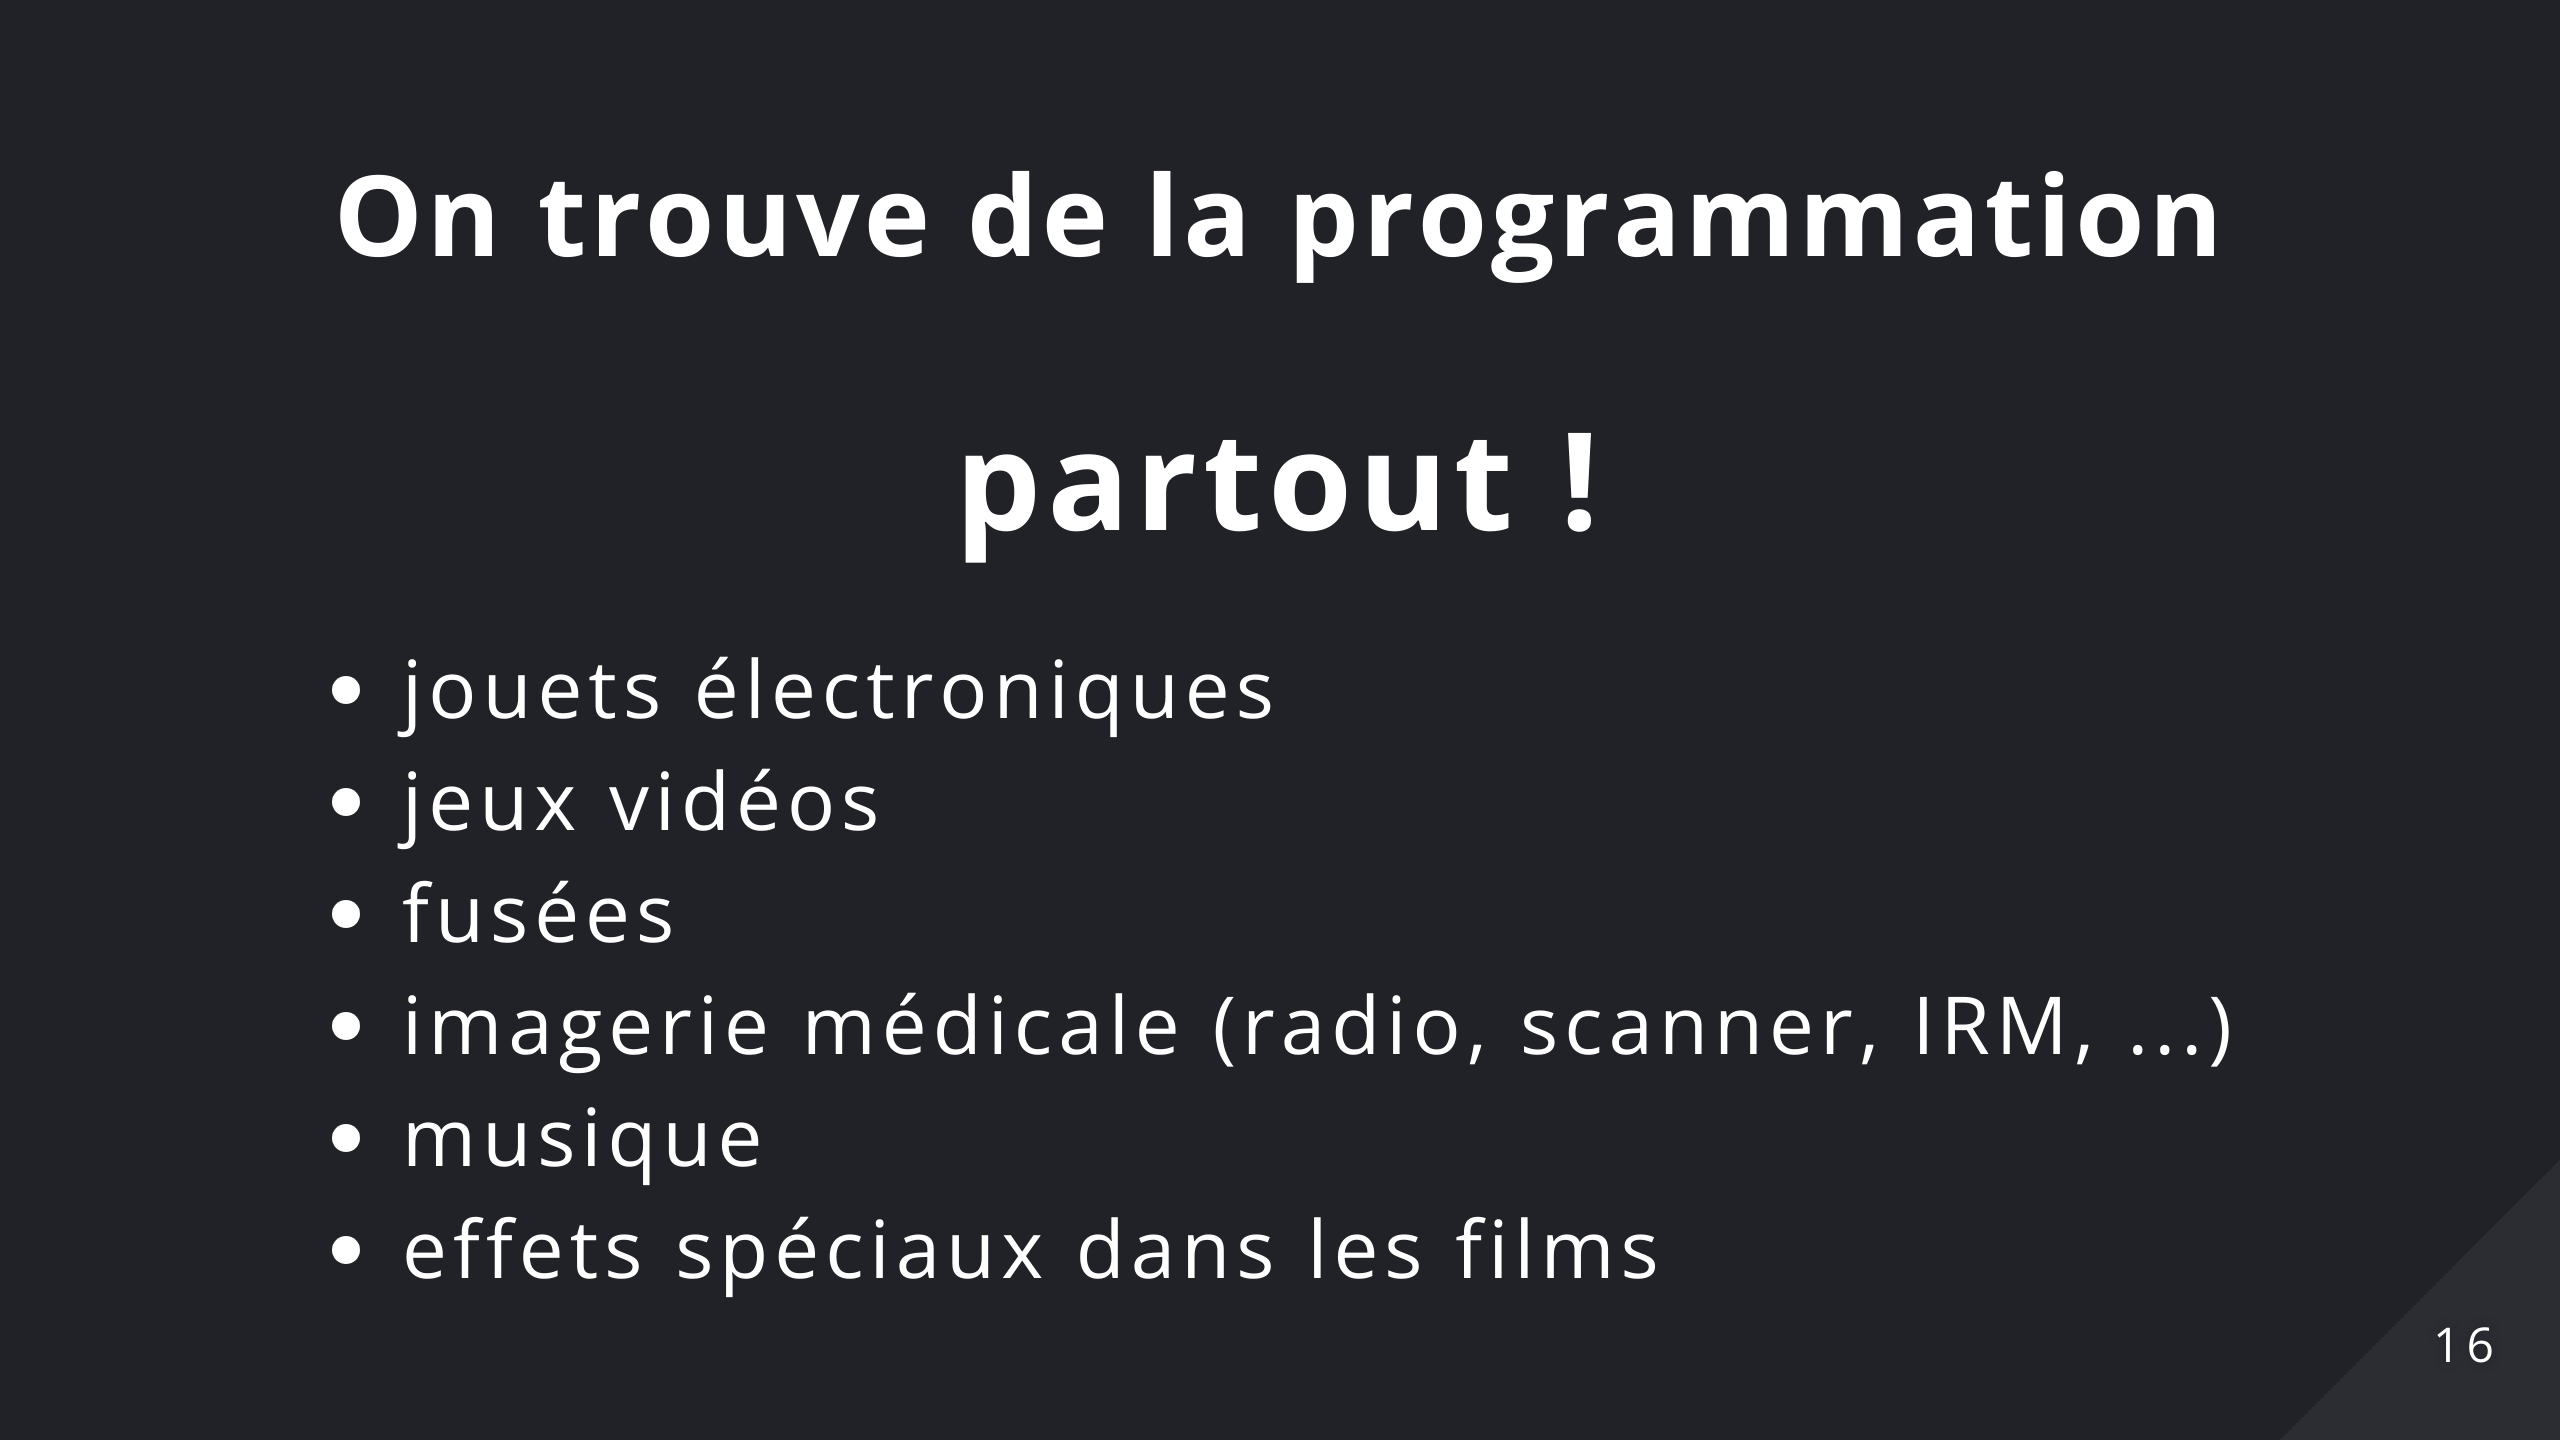 On trouve de la programmation
partout !
• jouets électroniques
• jeux vidéos
• fusées
• imagerie médicale (radio, scanner, IRM, ...)
• musique
• effets spéciaux dans les films
16